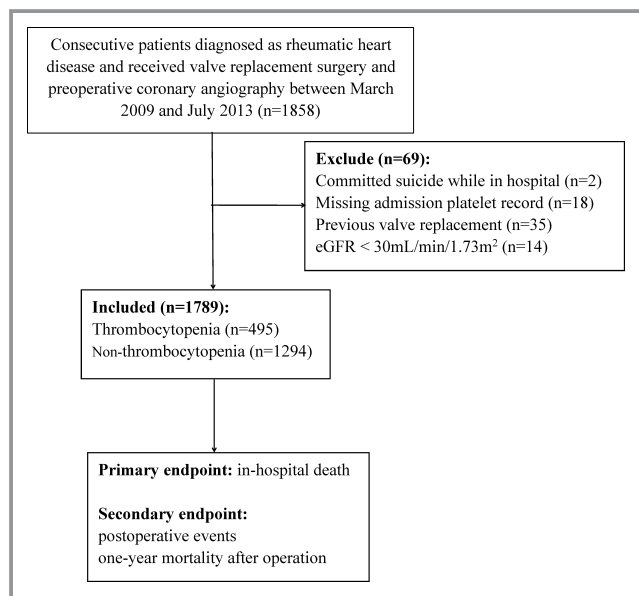 Consecutive patients diagnosed as rheumatic heart
disease and received valve replacement surgery and
preoperative coronary angiography between March
2009 and July 2013 (n=1858)
Exclude (n=69):
Committed suicide while in hospital (n=2)
Missing admission platelet record (n=18)
Previous valve replacement (n=35)
eGFR < 30mL/min/1.73m² (n=14)
Included (n=1789):
Thrombocytopenia (n=495)
Non-thrombocytopenia (n=1294)
Primary endpoint: in-hospital death
Secondary endpoint:
postoperative events
one-year mortality after operation